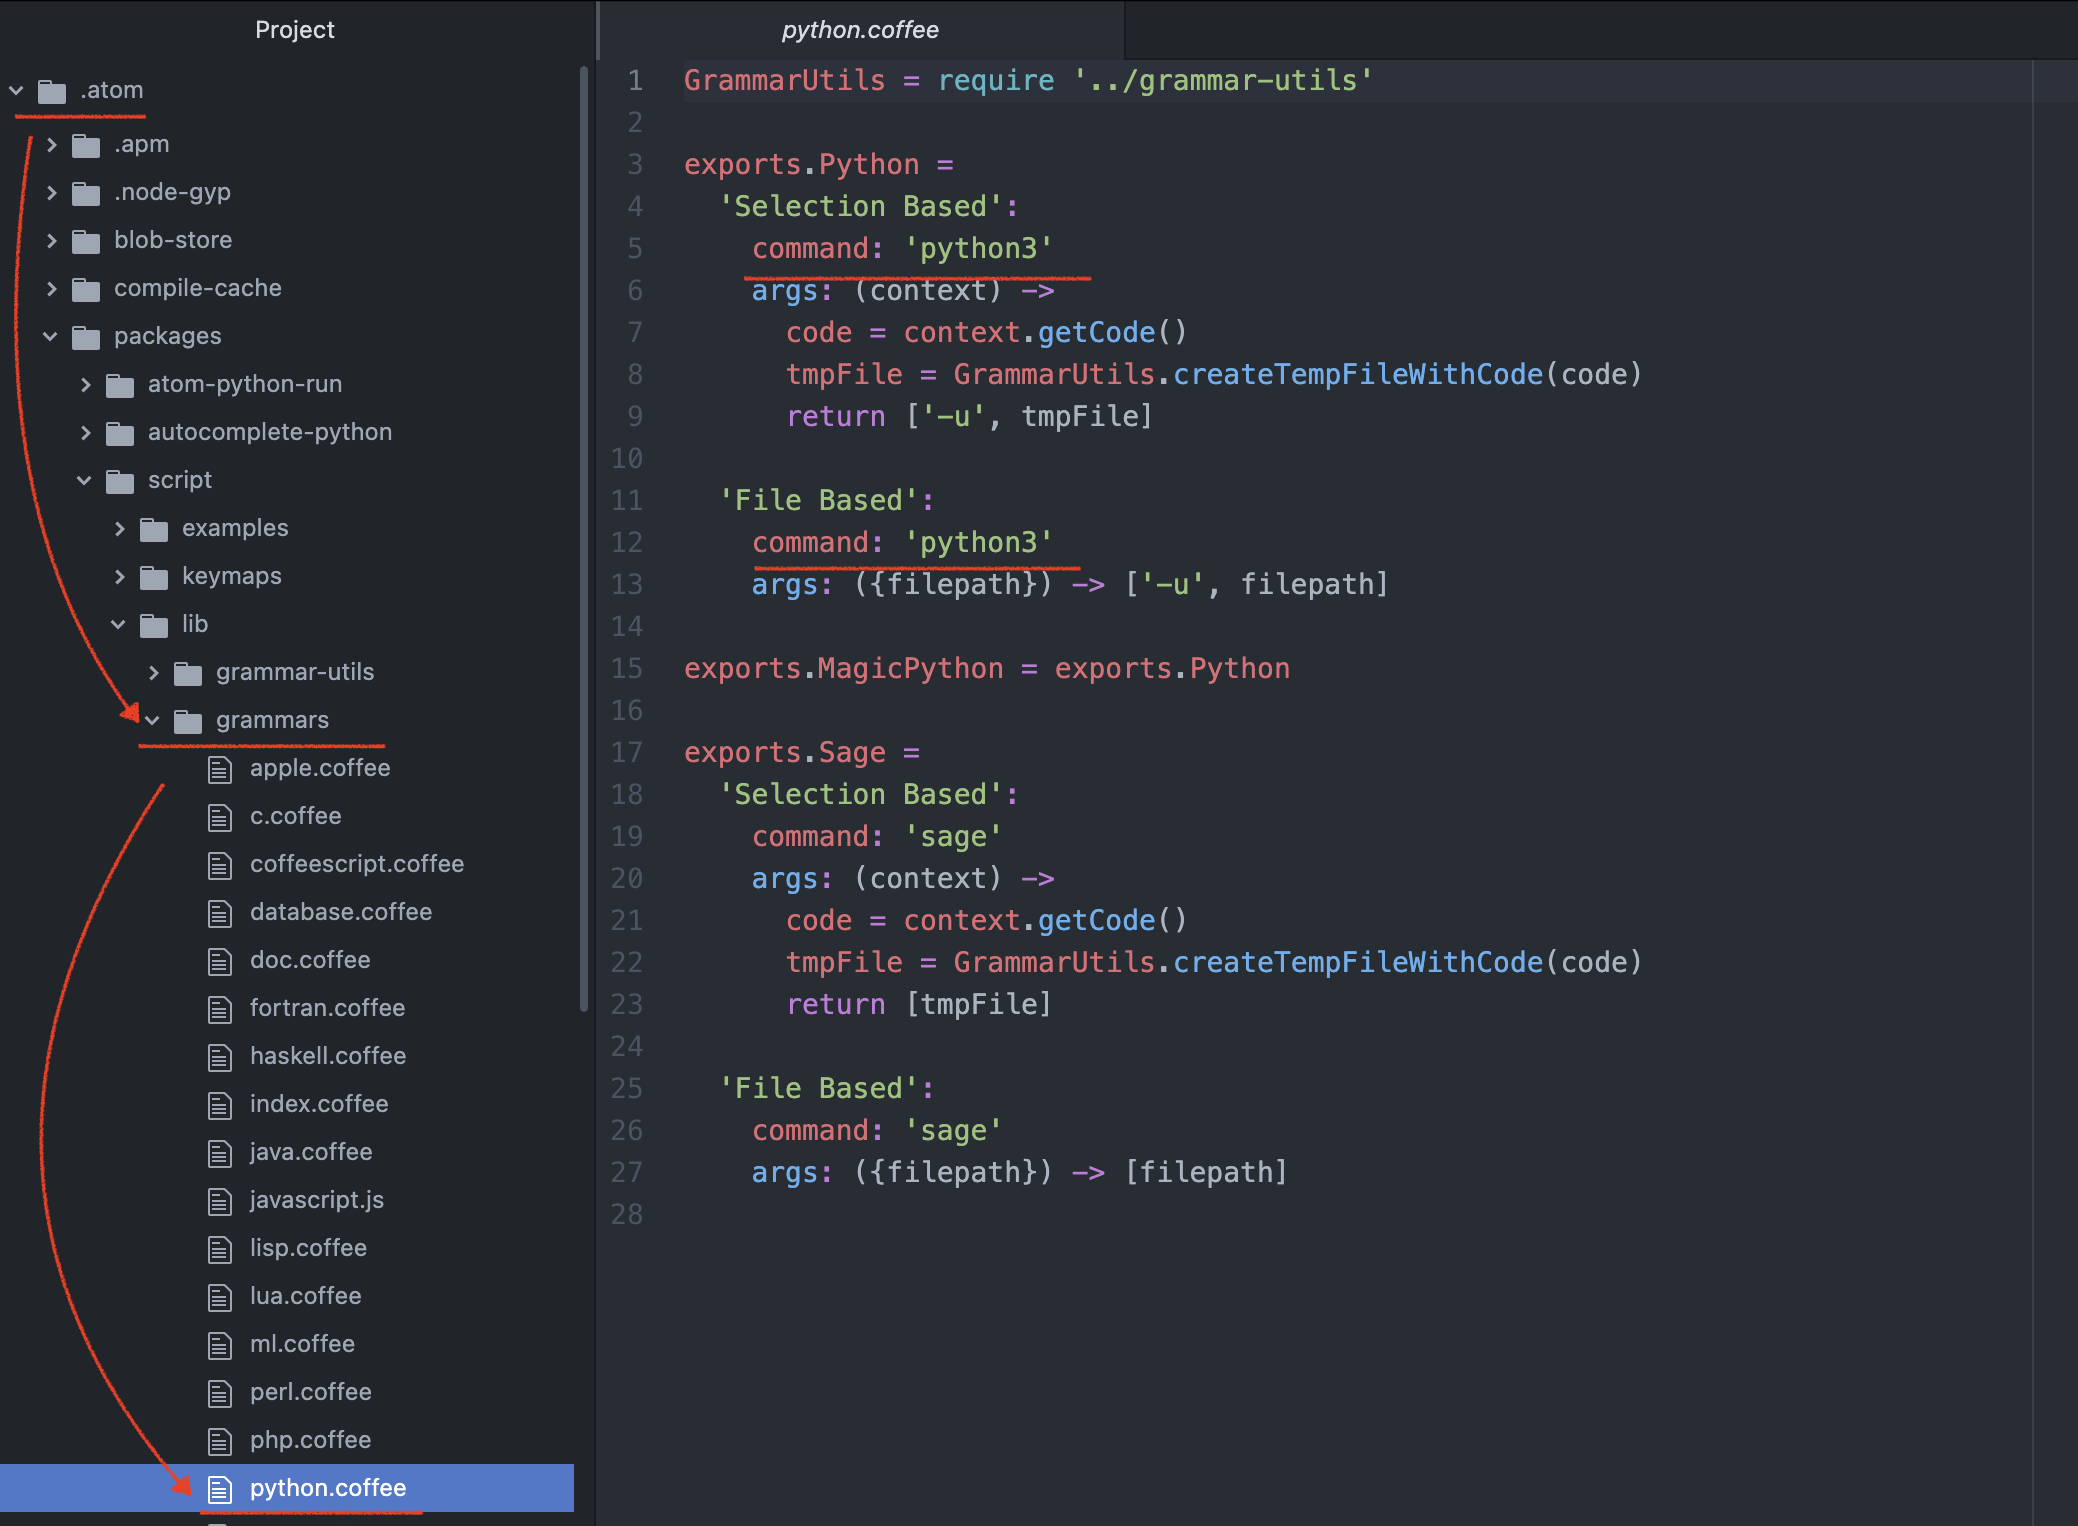 Project
.atom
.apm
.node-gyp
blob-store
compile-cache
packages
atom-python-run
autocomplete-python
script
examples
keymaps
lib
grammar-utils
grammars
apple.coffee
c.coffee
coffeescript.coffee
database.coffee
doc.coffee
fortran.coffee
haskell.coffee
index.coffee
java.coffee
javascript.js
lisp.coffee
lua.coffee
ml.coffee
perl.coffee
php.coffee
python.coffee
python.coffee
1 GrammarUtils = require '../grammar-utils'
2
3 exports.Python =
4 'Selection Based':
5 command: 'python3'
6 args: (context) ->
7 code = context.getCode()
8 tmpFile = GrammarUtils.createTempFileWithCode(code)
9 return ['-u', tmpFile]
10
11 'File Based':
12 command: 'python3'
13 args: ({filepath}) -> ['-u', filepath]
14
15 exports.MagicPython = exports.Python
16
17 exports.Sage =
18 'Selection Based':
19 command: 'sage'
20 args: (context) ->
21 code = context.getCode()
22 tmpFile = GrammarUtils.createTempFileWithCode(code)
23 return [tmpFile]
24
25 'File Based':
26 command: 'sage'
27 args: ({filepath}) -> [filepath]
28